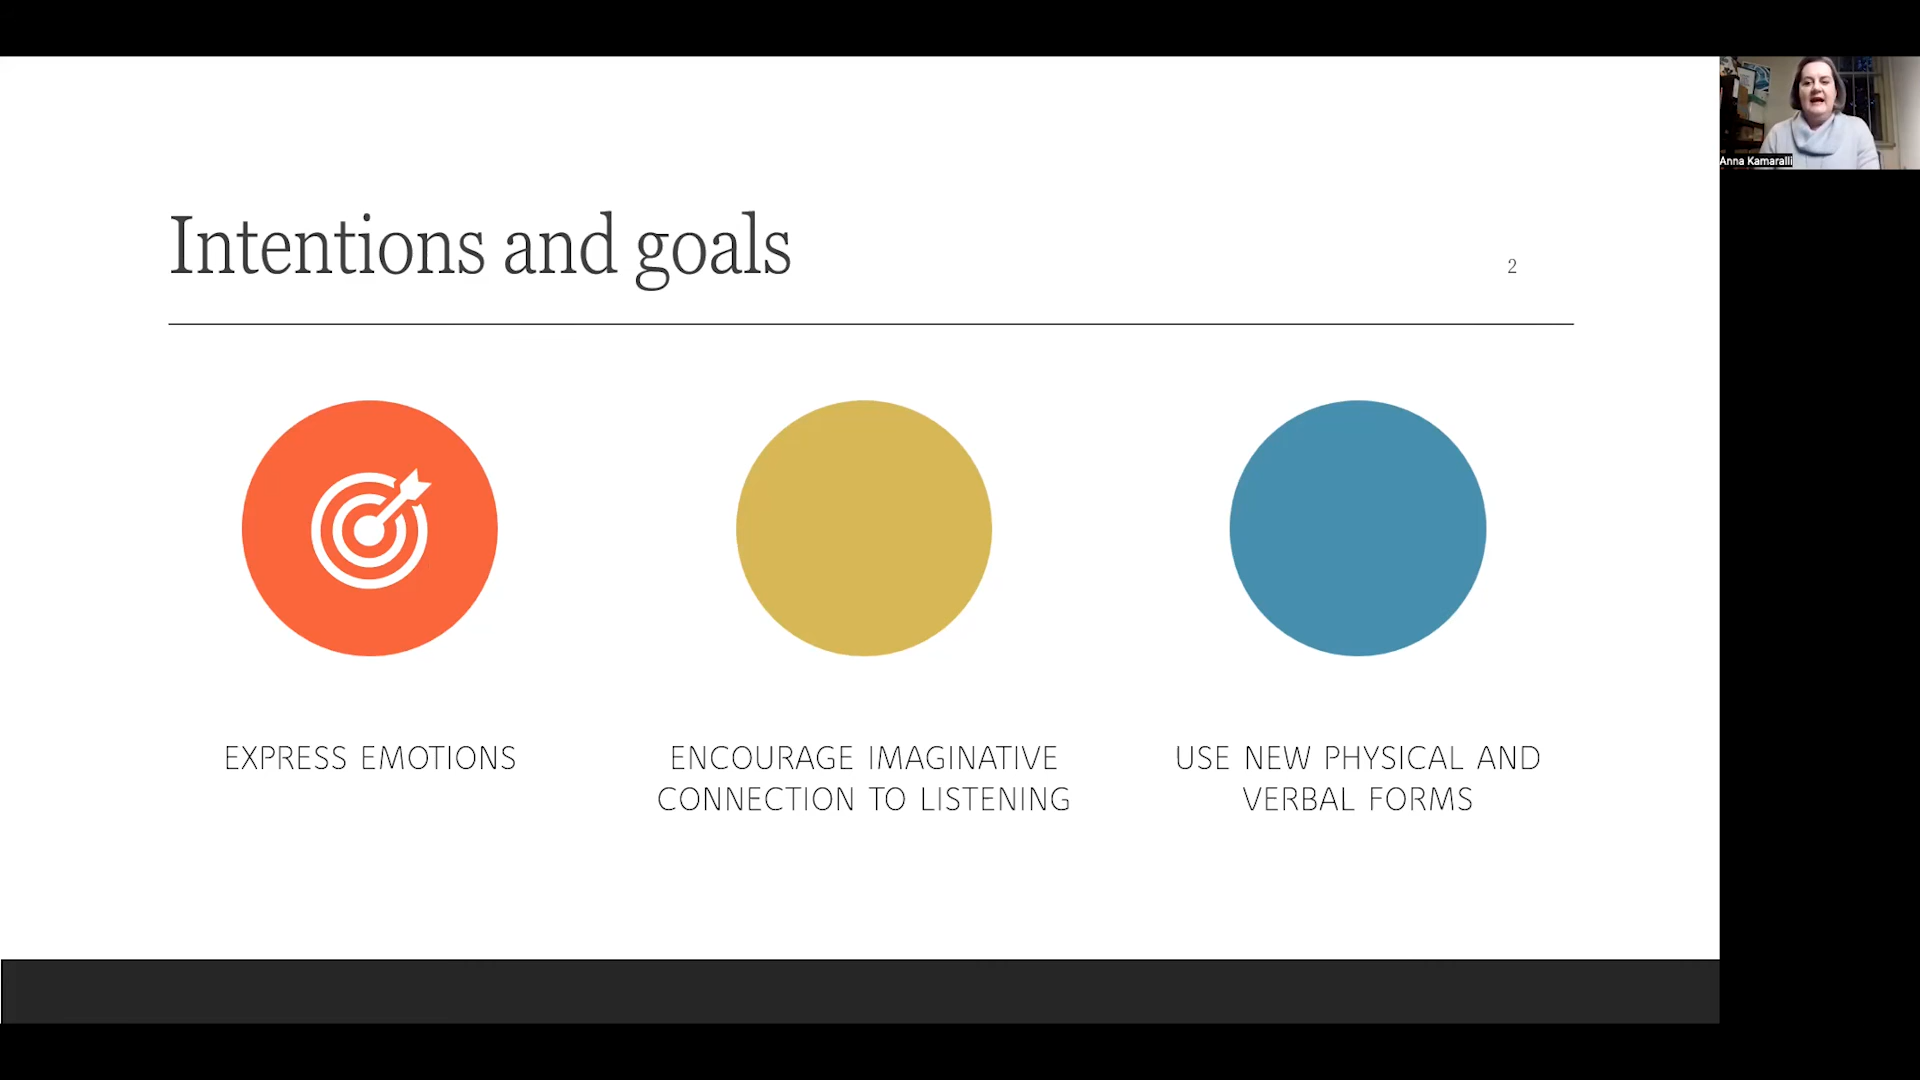 Anna Kamaralli
Intentions and goals
2
EXPRESS EMOTIONS
ENCOURAGE IMAGINATIVE
CONNECTION TO LISTENING
USE NEW PHYSICAL AND
VERBAL FORMS